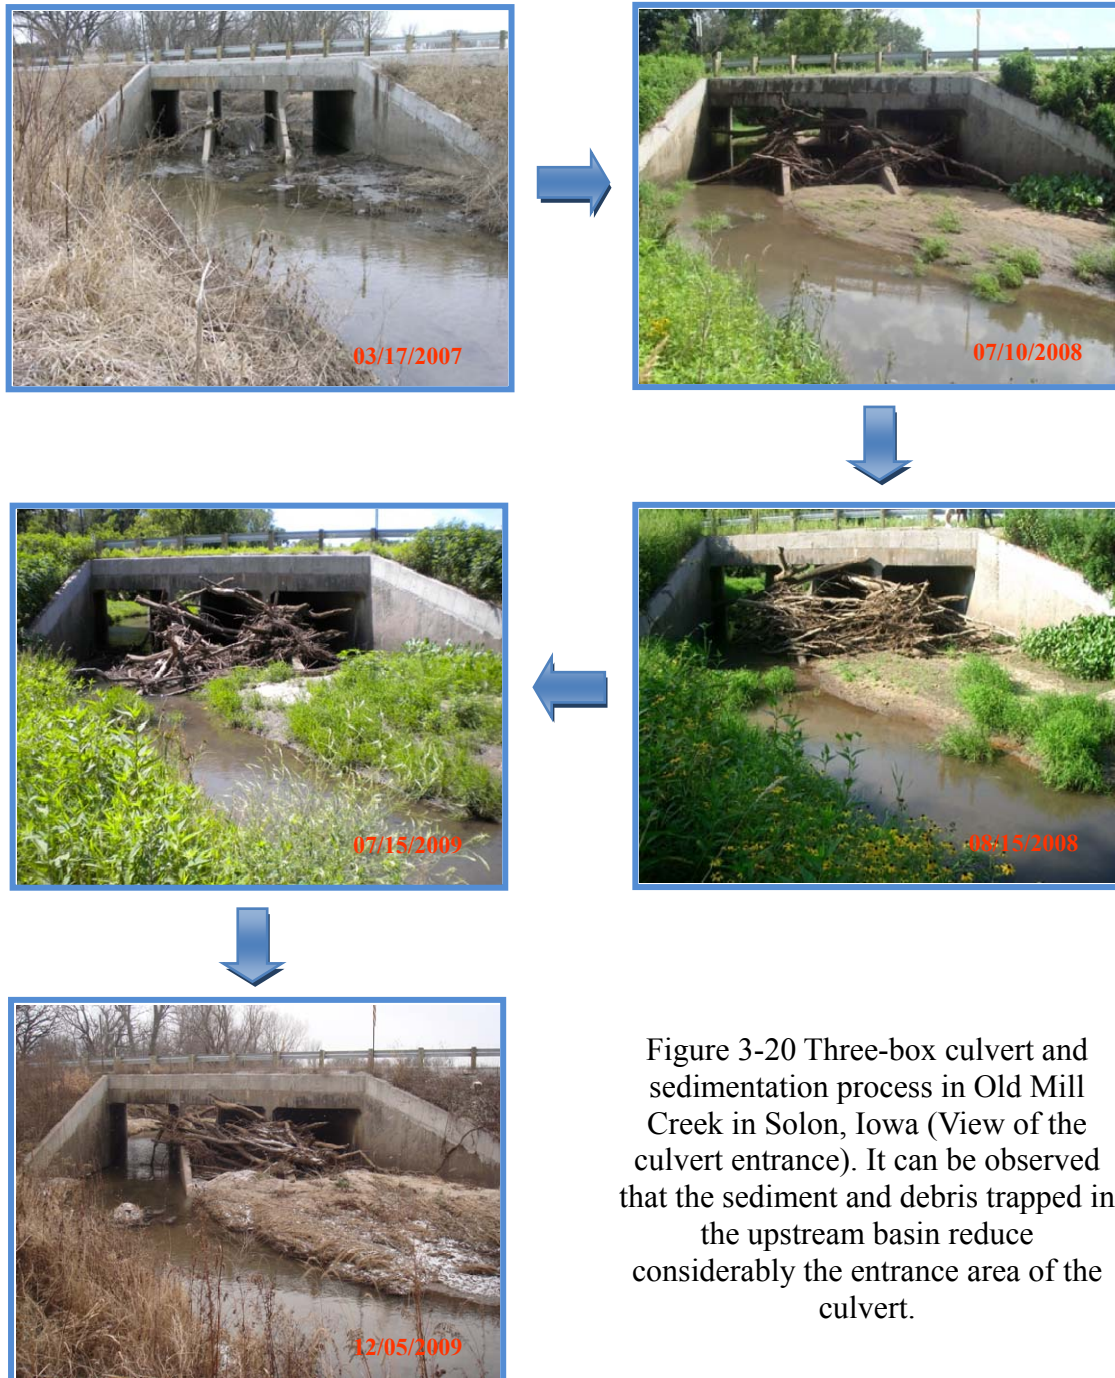 03/17/2007
07/10/2008
07/15/2009
08/15/2008
12/05/2009
Figure 3-20 Three-box culvert and
sedimentation process in Old Mill
Creek in Solon, Iowa (View of the
culvert entrance). It can be observed
that the sediment and debris trapped in
the upstream basin reduce
considerably the entrance area of the
culvert.